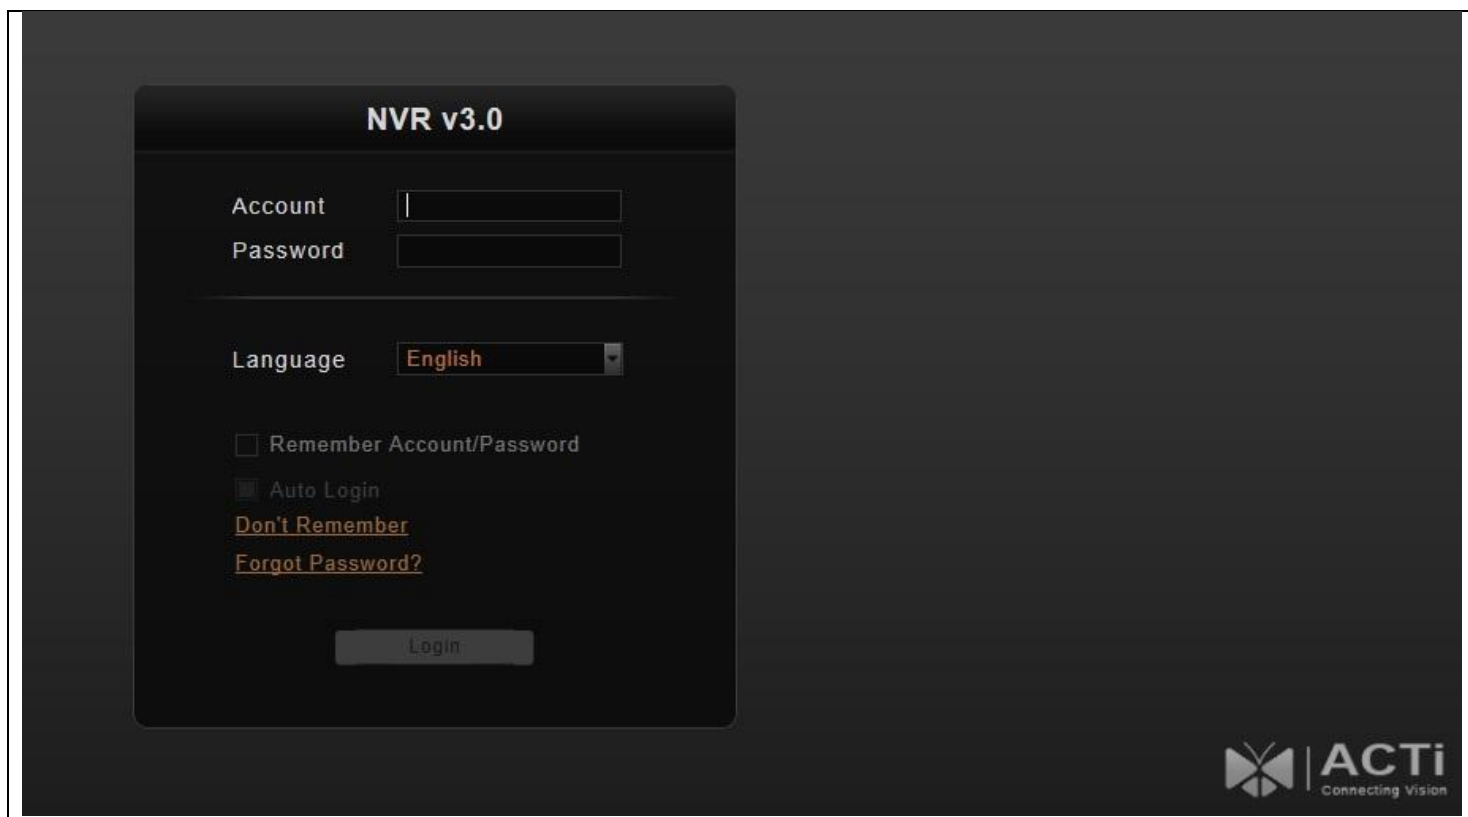 NVR v3.0
Account
Password
Language English
Remember Account/Password
Auto Login
Don't Remember
Forgot Password?
Login
ACTi
Connecting Vision